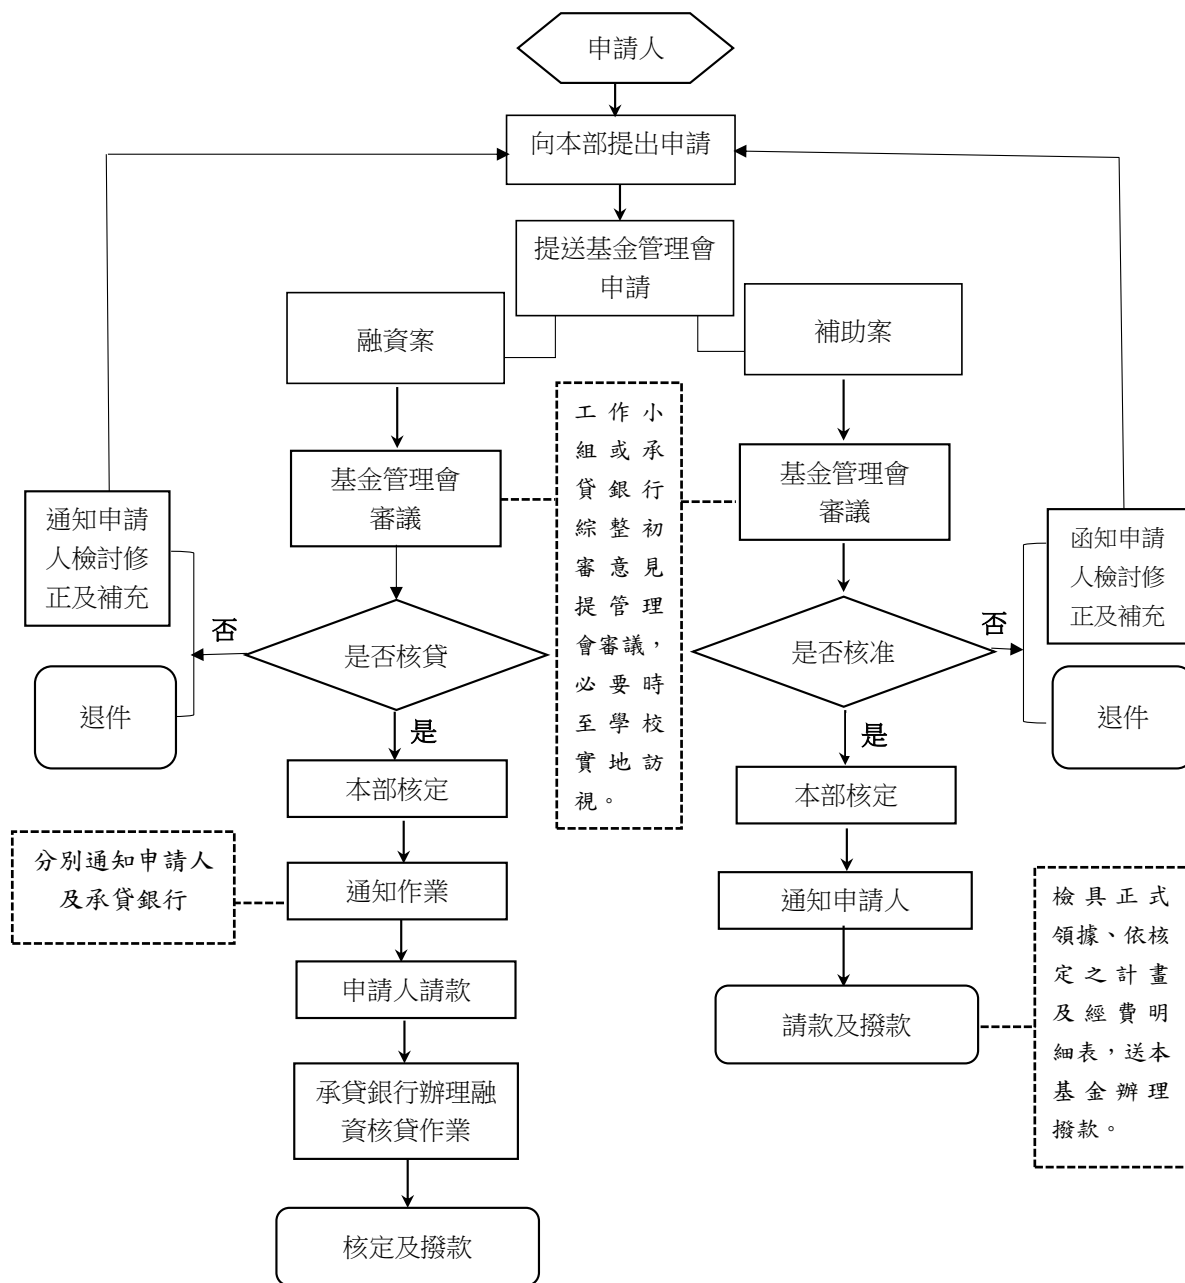 申請人
向本部提出申請
提送基金管理會
申請
融資案
補助案
工作小
組或承
貸銀行
綜整初
審意見
提管理
會審議，
必要時
至學校
實地訪
視。
基金管理會
審議
基金管理會
審議
通知申請
人檢討修
正及補充
函知申請
人檢討修
正及補充
否
是否核貸
是否核准
否
退件
退件
是
是
本部核定
本部核定
分別通知申請人
及承貸銀行
通知作業
通知申請人
檢具正式
領據、依核
定之計畫
及經費明
細表，送本
基金辦理
撥款。
申請人請款
請款及撥款
承貸銀行辦理融
資核貸作業
核定及撥款